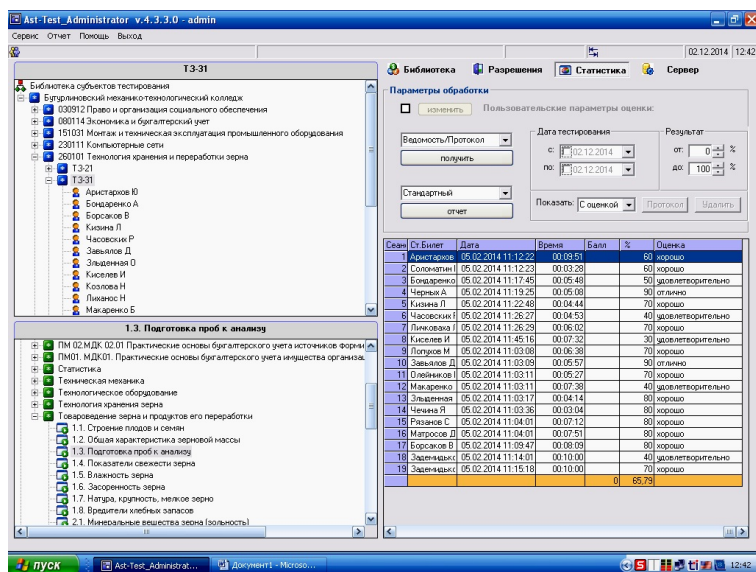 Ast-Test_Administrator v.4.3.3.0 - admin
Сервис Отчет Помощь Выход
02.12.2014 12:42
ТЗ-31
Библиотека субъектов тестирования
Бутурлиновский механико-технологический колледж
030912 Право и организация социального обеспечения
080114 Экономика и бухгалтерский учет
151031 Монтаж и техническая эксплуатация промышленного оборудования
230111 Компьютерные сети
260101 Технология хранения и переработки зерна
ТЗ-21
ТЗ-31
Аристархов Ю
Бондаренко А
Борсаков В
Кизина Л
Часовских Р
Завьялов Д
Злыденная О
Киселев И
Козлова Н
Лиханос Н
Макаренко Б
1.3. Подготовка проб к анализу
ПМ 02.МДК 02.01 Практические основы бухгалтерского учета источников форми
ПМ01. МДК01. Практические основы бухгалтерского учета имущества организа
Статистика
Техническая механика
Технологическое оборудование
Технология хранения зерна
Товароведение зерна и продуктов его переработки
1.1. Строение плодов и семян
1.2. Общая характеристика зерновой массы
1.3. Подготовка проб к анализу
1.4. Показатели свежести зерна
1.5. Влажность зерна
1.6. Засоренность зерна
1.7. Натура, крупность, мелкое зерно
1.8. Вредители хлебных запасов
2.1. Минеральные вещества зерна (зольность)
Библиотека Разрешения Статистика Сервер
Параметры обработки
изменить Пользовательские параметры оценки:
Ведомость/Протокол
получить
Стандартный
отчет
Дата тестирования
с: 02.12.2014
по: 02.12.2014
Результат
от: 0 %
до: 100 %
Показать: С оценкой Протокол Удалить
Сеан Ст.Билет Дата Время Балл % Оценка
1 Аристархов 05.02.2014 11:12:22 00:09:51 60 хорошо
2 Соломатин 05.02.2014 11:12:23 00:03:28 60 хорошо
3 Бондаренко 05.02.2014 11:17:45 00:05:48 50 удовлетворительно
4 Черных А 05.02.2014 11:19:25 00:05:08 90 отлично
5 Кизина Л 05.02.2014 11:22:48 00:04:44 70 хорошо
6 Часовских 05.02.2014 11:26:27 00:04:53 40 удовлетворительно
7 Личковаха 05.02.2014 11:26:29 00:06:02 70 хорошо
8 Киселев И 05.02.2014 11:45:16 00:07:32 30 удовлетворительно
9 Лопухов М 05.02.2014 11:03:08 00:06:38 70 хорошо
10 Завьялов Д 05.02.2014 11:03:09 00:05:57 90 отлично
11 Олейников 05.02.2014 11:03:11 00:05:27 70 хорошо
12 Макаренко 05.02.2014 11:03:11 00:07:38 40 удовлетворительно
13 Злыденная 05.02.2014 11:03:17 00:04:14 80 хорошо
14 Чечина Я 05.02.2014 11:03:36 00:03:04 80 хорошо
15 Рязанов С 05.02.2014 11:04:01 00:07:12 80 хорошо
16 Матросов Д 05.02.2014 11:04:01 00:07:51 80 хорошо
17 Борсаков В 05.02.2014 11:09:47 00:08:09 80 хорошо
18 Задемидько 05.02.2014 11:14:01 00:10:00 40 удовлетворительно
19 Задемидько 05.02.2014 11:15:18 00:10:00 70 хорошо
0 65,79
пуск Ast-Test_Administrat... Документ1 - Microso... 12:42